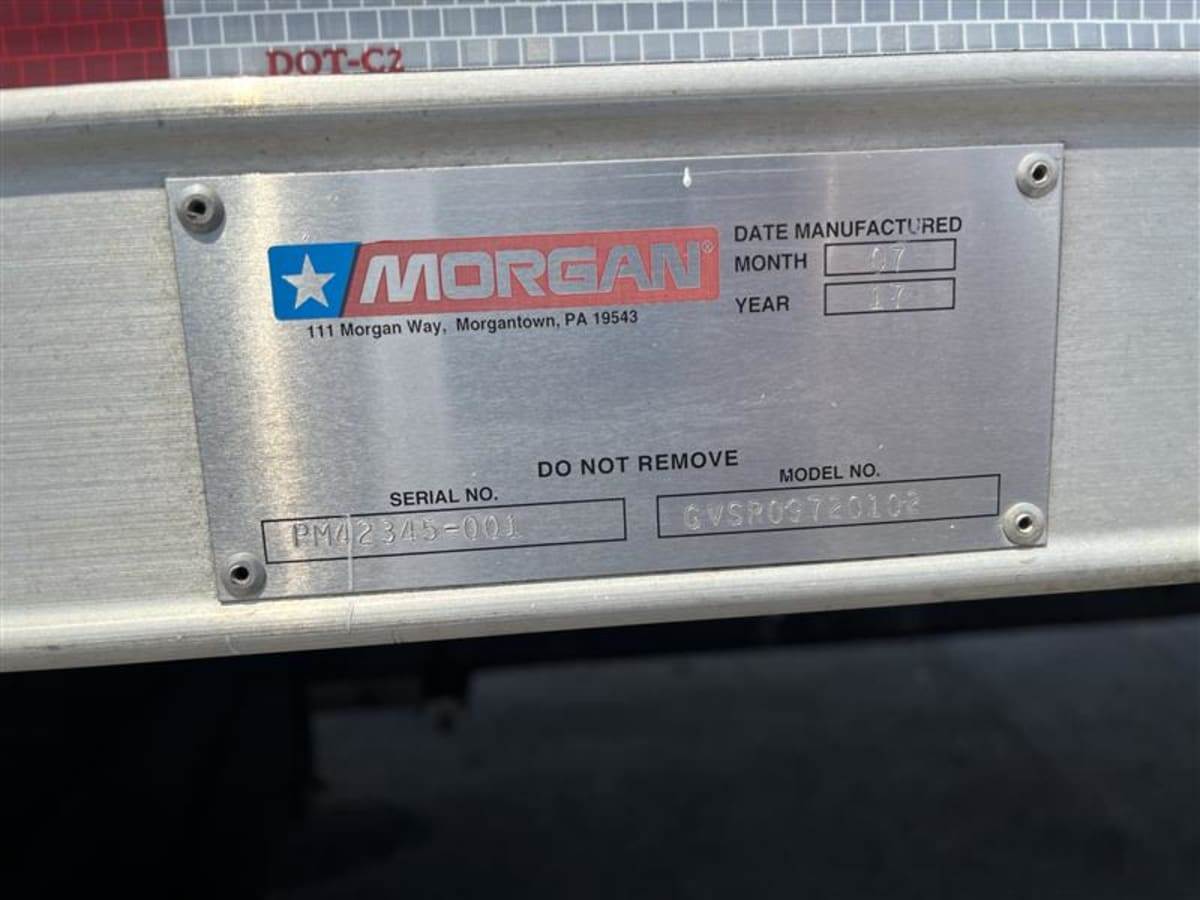 DOT-C2
MORGAN®
111 Morgan Way, Morgantown, PA 19543
DATE MANUFACTURED
MONTH 07
YEAR 17
DO NOT REMOVE
SERIAL NO.
PM42345-001
MODEL NO.
GVSR09720102